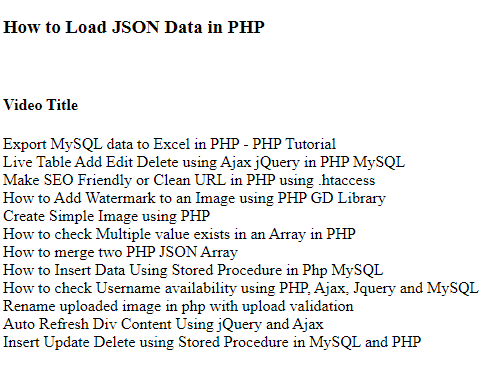 How to Load JSON Data in PHP
Video Title
Export MySQL data to Excel in PHP - PHP Tutorial
Live Table Add Edit Delete using Ajax jQuery in PHP MySQL
Make SEO Friendly or Clean URL in PHP using .htaccess
How to Add Watermark to an Image using PHP GD Library
Create Simple Image using PHP
How to check Multiple value exists in an Array in PHP
How to merge two PHP JSON Array
How to Insert Data Using Stored Procedure in Php MySQL
How to check Username availability using PHP, Ajax, Jquery and MySQL
Rename uploaded image in php with upload validation
Auto Refresh Div Content Using jQuery and Ajax
Insert Update Delete using Stored Procedure in MySQL and PHP